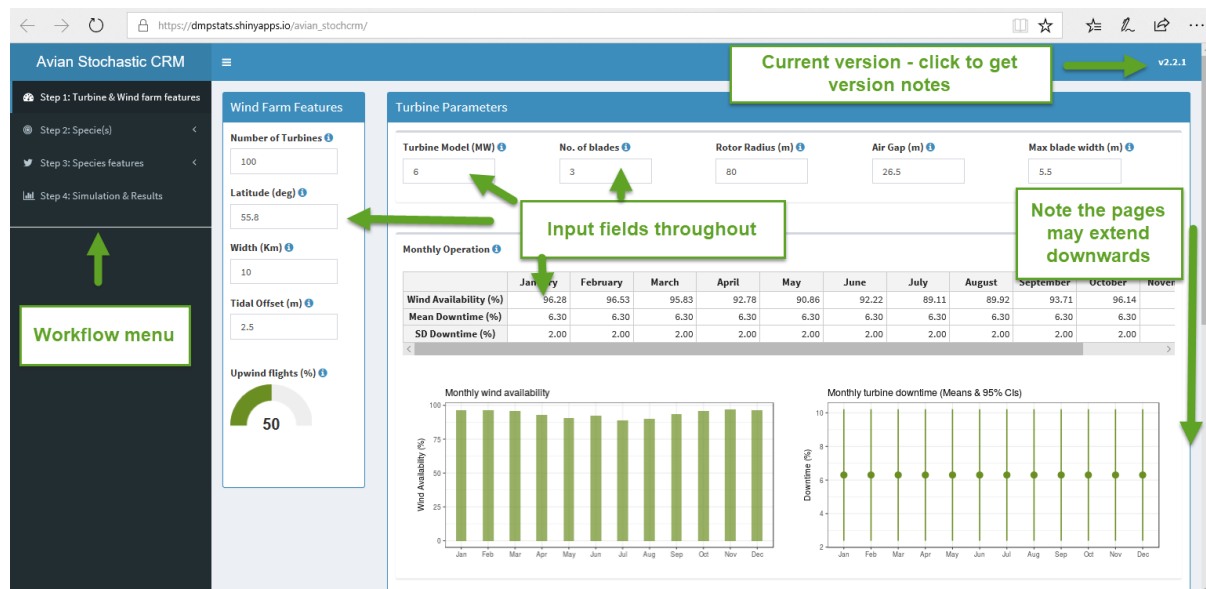 https://dmpstats.shinyapps.io/avian_stochcrm/
Avian Stochastic CRM
v2.2.1
Current version - click to get
version notes
Step 1: Turbine & Wind farm features
Step 2: Specie(s)
Step 3: Species features
Step 4: Simulation & Results
Workflow menu
Wind Farm Features
Number of Turbines
100
Latitude (deg)
55.8
Width (Km)
10
Tidal Offset (m)
2.5
Upwind flights (%)
50
Turbine Parameters
Turbine Model (MW) No. of blades Rotor Radius (m) Air Gap (m) Max blade width (m)
6 3 80 26.5 5.5
Input fields throughout
Note the pages
may extend
downwards
Monthly Operation
January February March April May June July August September October Novem
Wind Availability (%) 96.28 96.53 95.83 92.78 90.86 92.22 89.11 89.92 93.71 96.14
Mean Downtime (%) 6.30 6.30 6.30 6.30 6.30 6.30 6.30 6.30 6.30 6.30
SD Downtime (%) 2.00 2.00 2.00 2.00 2.00 2.00 2.00 2.00 2.00 2.00
Monthly wind availability
Wind Availability (%)
100
75
50
25
0
Jan Feb Mar Apr May Jun Jul Aug Sep Oct Nov Dec
Monthly turbine downtime (Means & 95% CIs)
Downtime (%)
10
8
6
4
2
Jan Feb Mar Apr May Jun Jul Aug Sep Oct Nov Dec